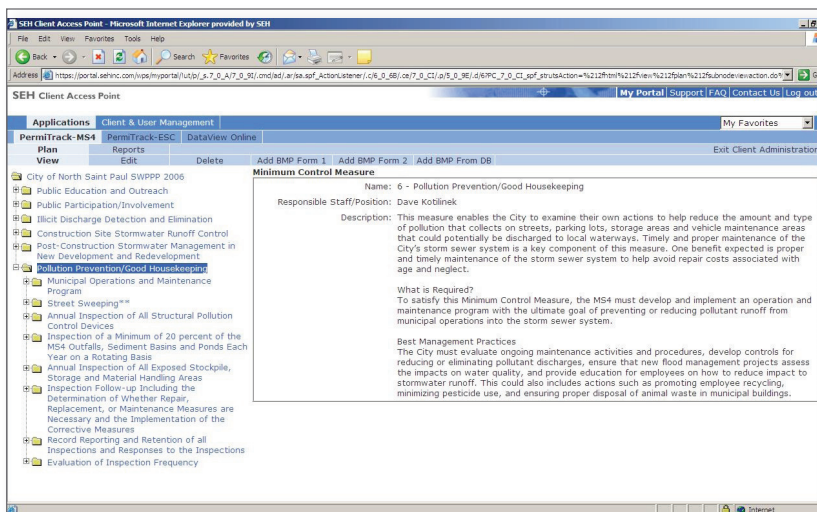 SEH Client Access Point - Microsoft Internet Explorer provided by SEH
File Edit View Favorites Tools Help
Back Search Favorites
Address https://portal.sehinc.com/wps/myportal/
SEH Client Access Point
My Portal Support FAQ Contact Us Log out
Applications Client & User Management
My Favorites
PermiTrack-MS4 PermiTrack-ESC DataView Online
Plan Reports
Exit Client Administration
View Edit Delete Add BMP Form 1 Add BMP Form 2 Add BMP From DB
City of North Saint Paul SWPPP 2006
Public Education and Outreach
Public Participation/Involvement
Illicit Discharge Detection and Elimination
Construction Site Stormwater Runoff Control
Post-Construction Stormwater Management in
New Development and Redevelopment
Pollution Prevention/Good Housekeeping
Municipal Operations and Maintenance
Program
Street Sweeping**
Annual Inspection of All Structural Pollution
Control Devices
Inspection of a Minimum of 20 percent of the
MS4 Outfalls, Sediment Basins and Ponds Each
Year on a Rotating Basis
Annual Inspection of All Exposed Stockpile,
Storage and Material Handling Areas
Inspection Follow-up Including the
Determination of Whether Repair,
Replacement, or Maintenance Measures are
Necessary and the Implementation of the
Corrective Measures
Record Reporting and Retention of all
Inspections and Responses to the Inspections
Evaluation of Inspection Frequency
Minimum Control Measure
Name: 6 - Pollution Prevention/Good Housekeeping
Responsible Staff/Position: Dave Kotilinek
Description: This measure enables the City to examine their own actions to help reduce the amount and type
of pollution that collects on streets, parking lots, storage areas and vehicle maintenance areas
that could potentially be discharged to local waterways. Timely and proper maintenance of the
City's storm sewer system is a key component of this measure. One benefit expected is proper
and timely maintenance of the storm sewer system to help avoid repair costs associated with
age and neglect.
What is Required?
To satisfy this Minimum Control Measure, the MS4 must develop and implement an operation and
maintenance program with the ultimate goal of preventing or reducing pollutant runoff from
municipal operations into the storm sewer system.
Best Management Practices
The City must evaluate ongoing maintenance activities and procedures, develop controls for
reducing or eliminating pollutant discharges, ensure that new flood management projects assess
the impacts on water quality, and provide education for employees on how to reduce impact to
stormwater runoff. This could also includes actions such as promoting employee recycling,
minimizing pesticide use, and ensuring proper disposal of animal waste in municipal buildings.
Internet